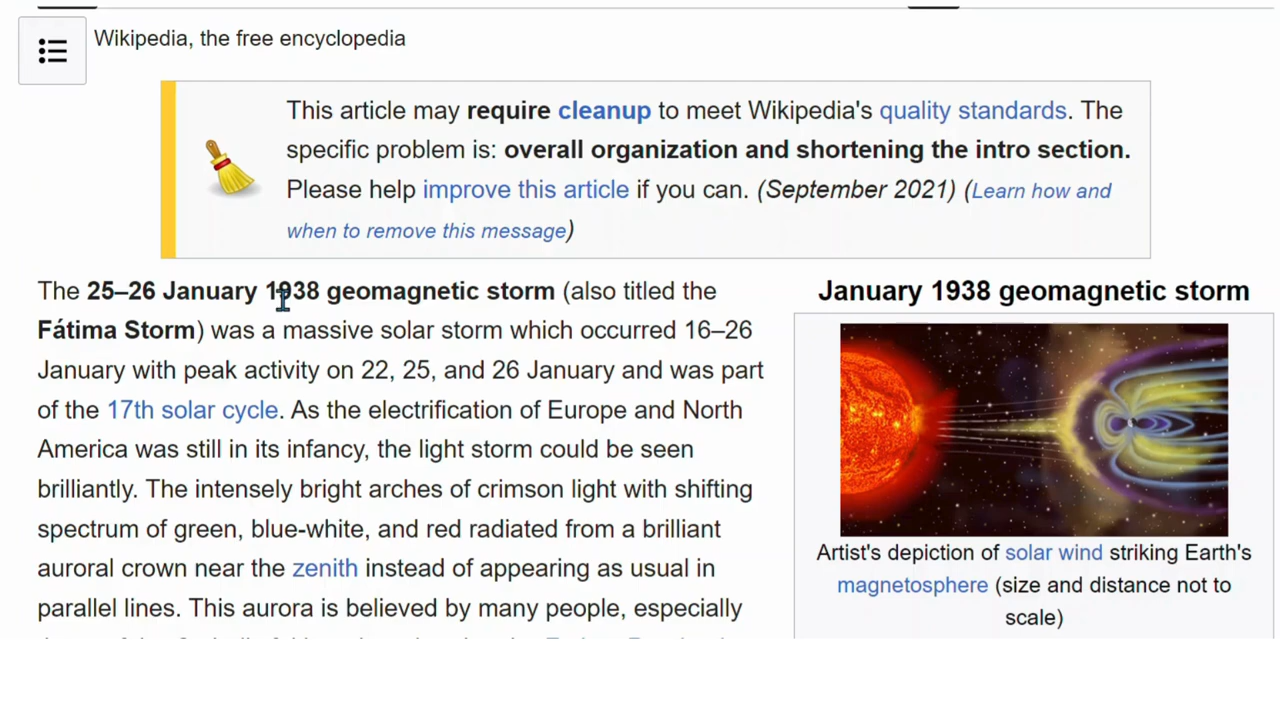 Wikipedia, the free encyclopedia
This article may require cleanup to meet Wikipedia's quality standards. The
specific problem is: overall organization and shortening the intro section.
Please help improve this article if you can. (September 2021) (Learn how and
when to remove this message)
The 25–26 January 1938 geomagnetic storm (also titled the
Fátima Storm) was a massive solar storm which occurred 16–26
January with peak activity on 22, 25, and 26 January and was part
of the 17th solar cycle. As the electrification of Europe and North
America was still in its infancy, the light storm could be seen
brilliantly. The intensely bright arches of crimson light with shifting
spectrum of green, blue-white, and red radiated from a brilliant
auroral crown near the zenith instead of appearing as usual in
parallel lines. This aurora is believed by many people, especially
January 1938 geomagnetic storm
Artist's depiction of solar wind striking Earth's
magnetosphere (size and distance not to
scale)